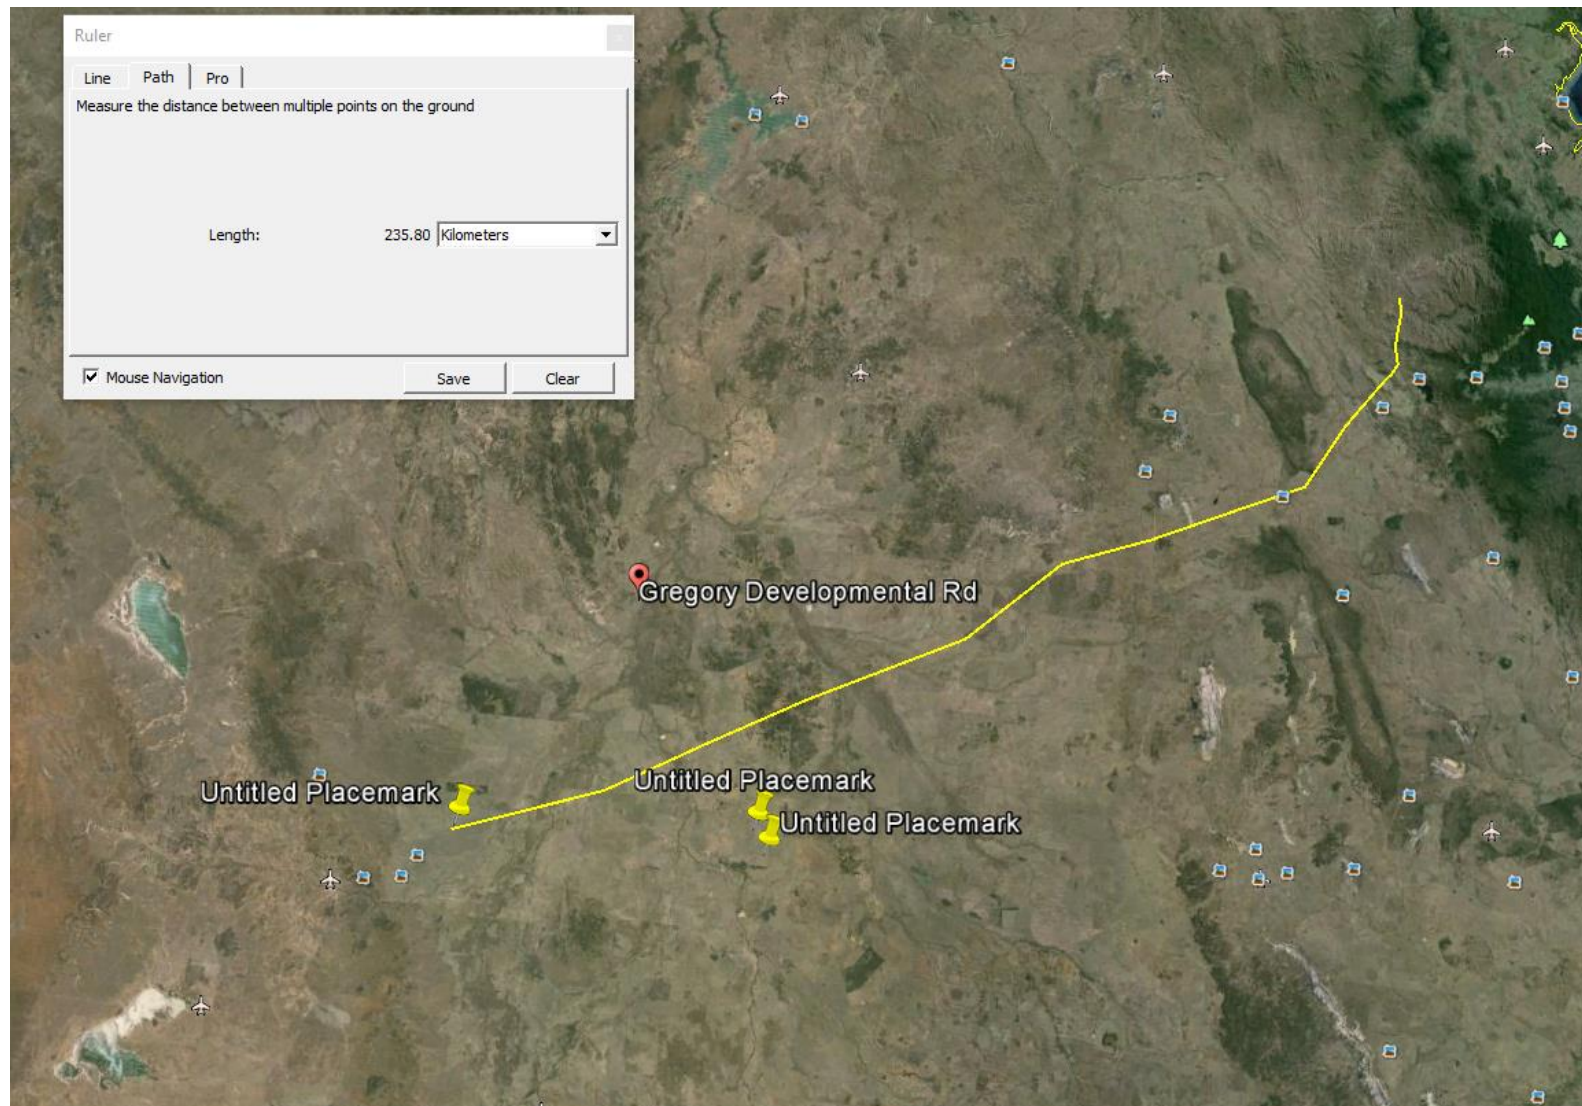 Ruler
Line Path Pro
Measure the distance between multiple points on the ground
Length: 235.80 Kilometers
Mouse Navigation Save Clear
Gregory Developmental Rd
Untitled Placemark
Untitled Placemark
Untitled Placemark